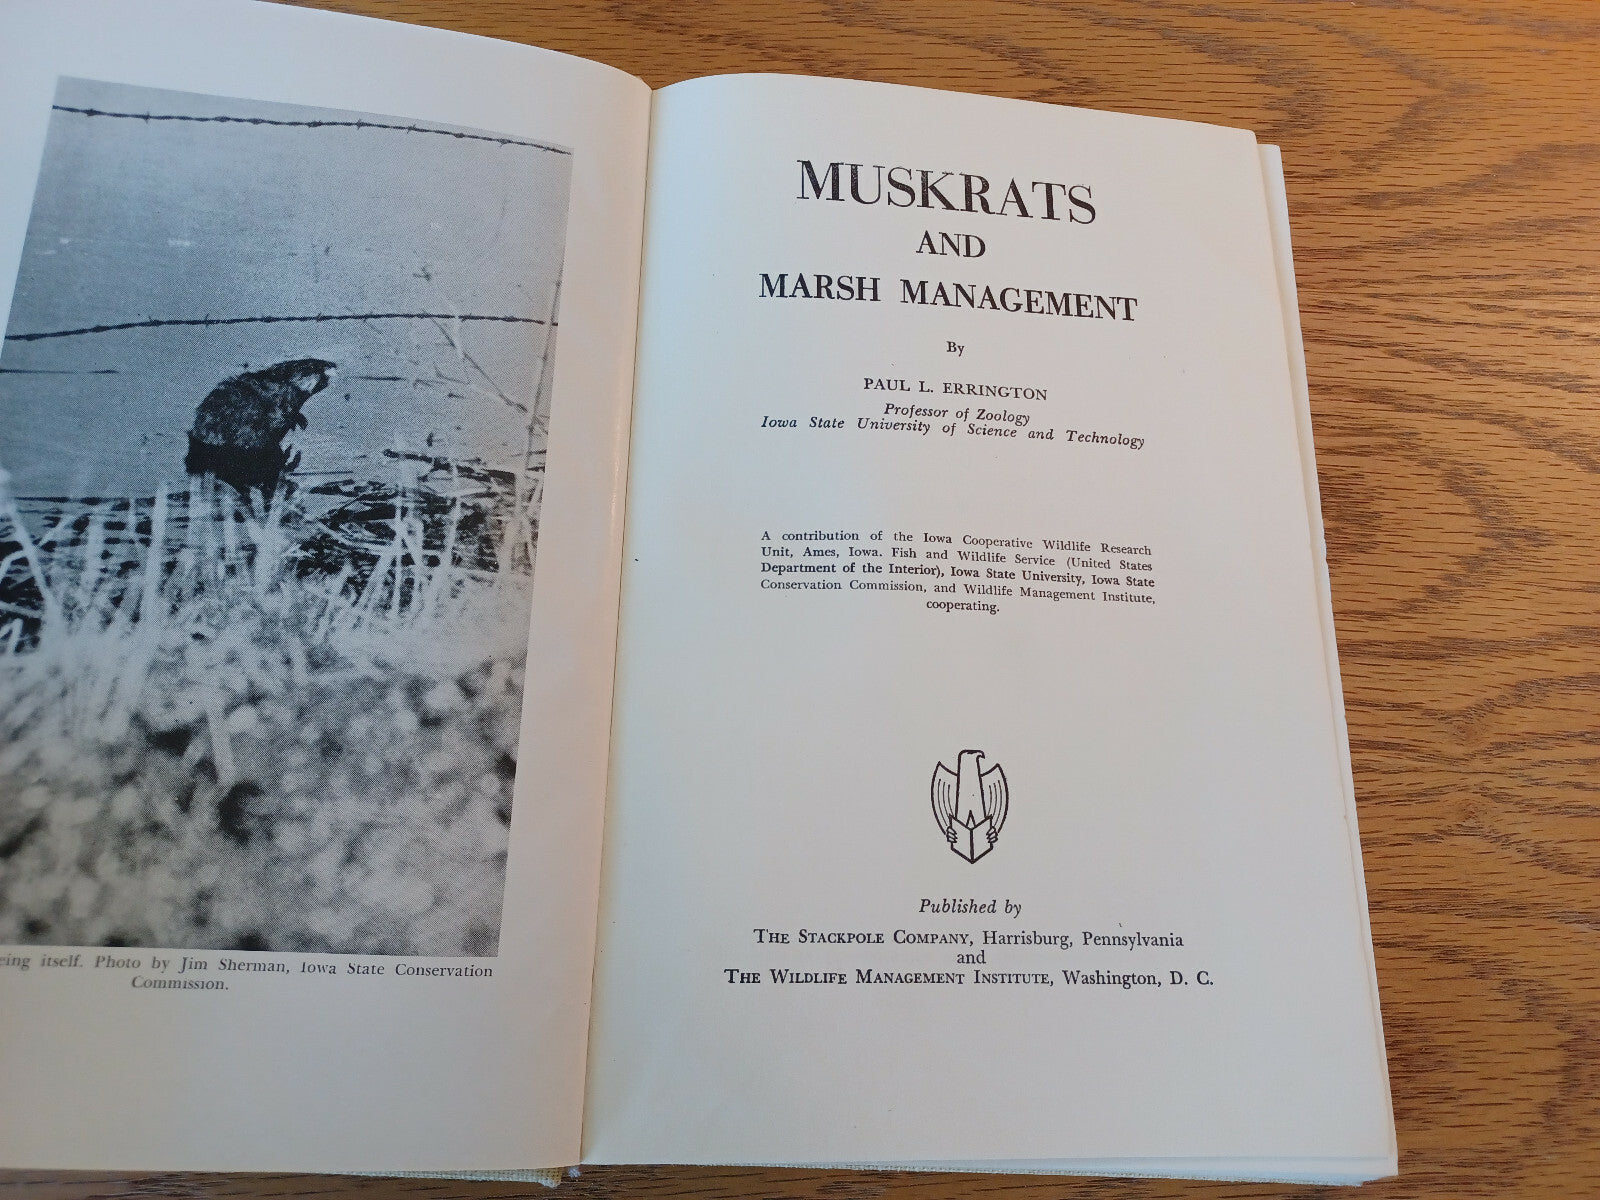 itself. Photo by Jim Sherman, Iowa State Conservation
Commission.
MUSKRATS
AND
MARSH MANAGEMENT
By
PAUL L. ERRINGTON
Professor of Zoology
Iowa State University of Science and Technology
A contribution of the Iowa Cooperative Wildlife Research
Unit, Ames, Iowa. Fish and Wildlife Service (United States
Department of the Interior), Iowa State University, Iowa State
Conservation Commission, and Wildlife Management Institute,
cooperating.
Published by
THE STACKPOLE COMPANY, Harrisburg, Pennsylvania
and
THE WILDLIFE MANAGEMENT INSTITUTE, Washington, D. C.